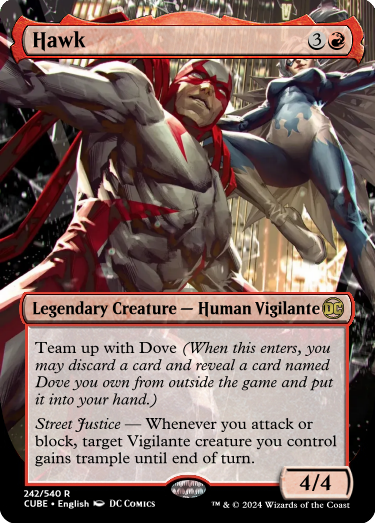 Hawk 3
Legendary Creature — Human Vigilante DC
Team up with Dove (When this enters, you
may discard a card and reveal a card named
Dove you own from outside the game and put
it into your hand.)
Street Justice — Whenever you attack or
block, target Vigilante creature you control
gains trample until end of turn.
4/4
242/540 R
CUBE • English DC COMICS
™ & © 2024 Wizards of the Coast